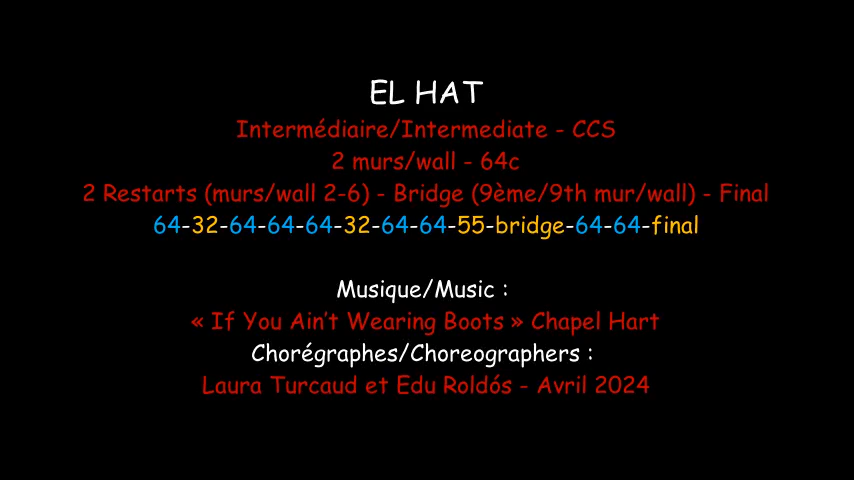 EL HAT
Intermédiaire/Intermediate - CCS
2 murs/wall - 64c
2 Restarts (murs/wall 2-6) - Bridge (9ème/9th mur/wall) - Final
64-32-64-64-64-32-64-64-55-bridge-64-64-final
Musique/Music :
« If You Ain't Wearing Boots » Chapel Hart
Chorégraphes/Choreographers :
Laura Turcaud et Edu Roldós - Avril 2024